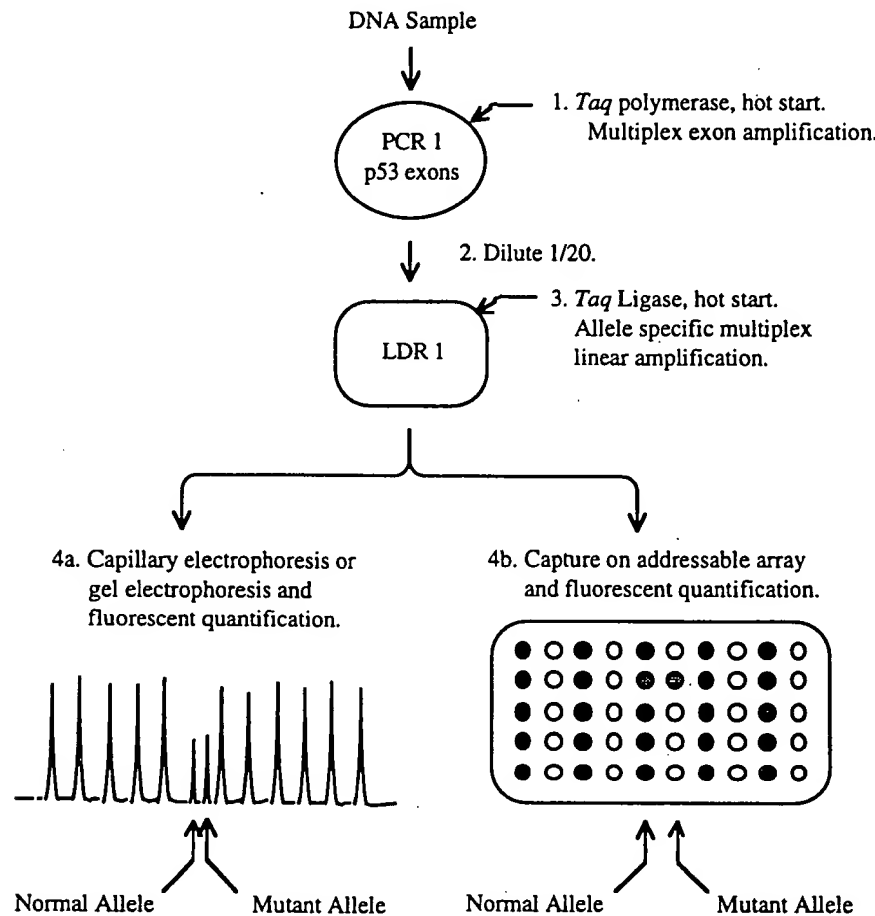 DNA Sample
1. Taq polymerase, hot start.
Multiplex exon amplification.
PCR 1
p53 exons
2. Dilute 1/20.
3. Taq Ligase, hot start.
Allele specific multiplex
linear amplification.
LDR 1
4a. Capillary electrophoresis or
gel electrophoresis and
fluorescent quantification.
4b. Capture on addressable array
and fluorescent quantification.
Normal Allele
Mutant Allele
Normal Allele
Mutant Allele